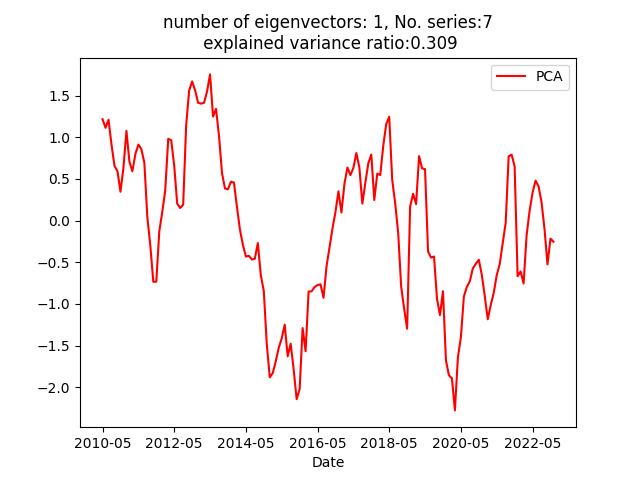 number of eigenvectors: 1, No. series:7
explained variance ratio:0.309
PCA
1.5
1.0
0.5
0.0
−0.5
−1.0
−1.5
−2.0
2010-05 2012-05 2014-05 2016-05 2018-05 2020-05 2022-05
Date